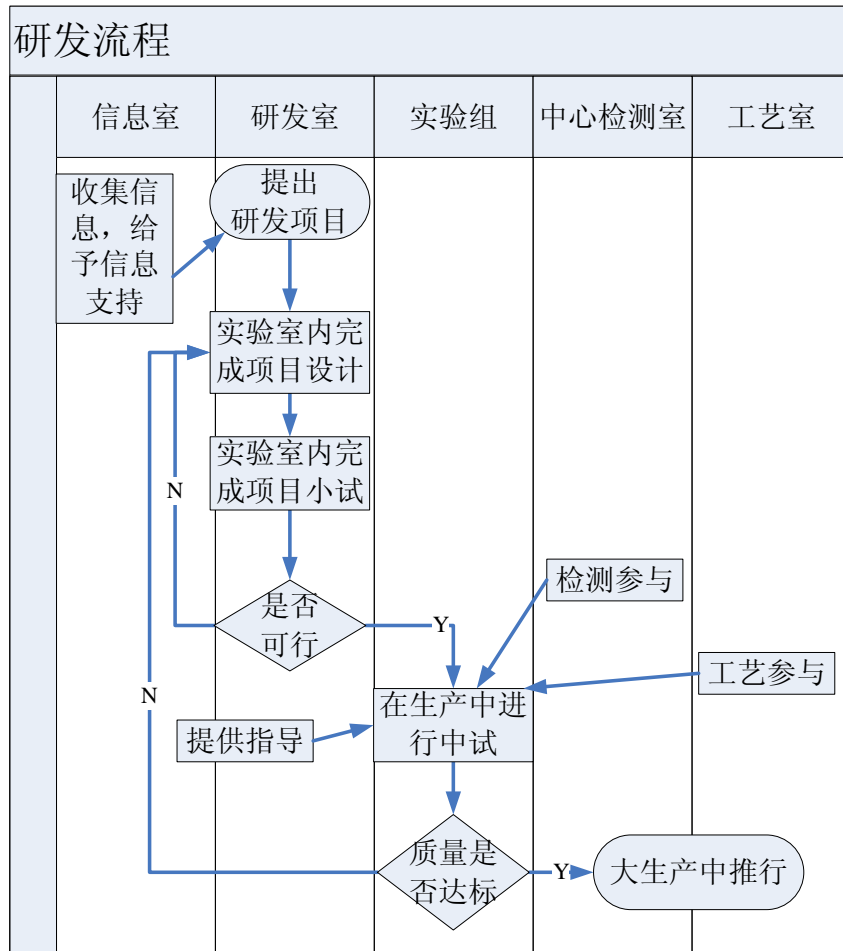 研发流程
信息室
研发室
实验组
中心检测室
工艺室
收集信
息，给
予信息
支持
提出
研发项目
实验室内完
成项目设计
实验室内完
成项目小试
N
检测参与
是否
可行
Y
工艺参与
N
在生产中进
行中试
提供指导
质量是
否达标
Y
大生产中推行